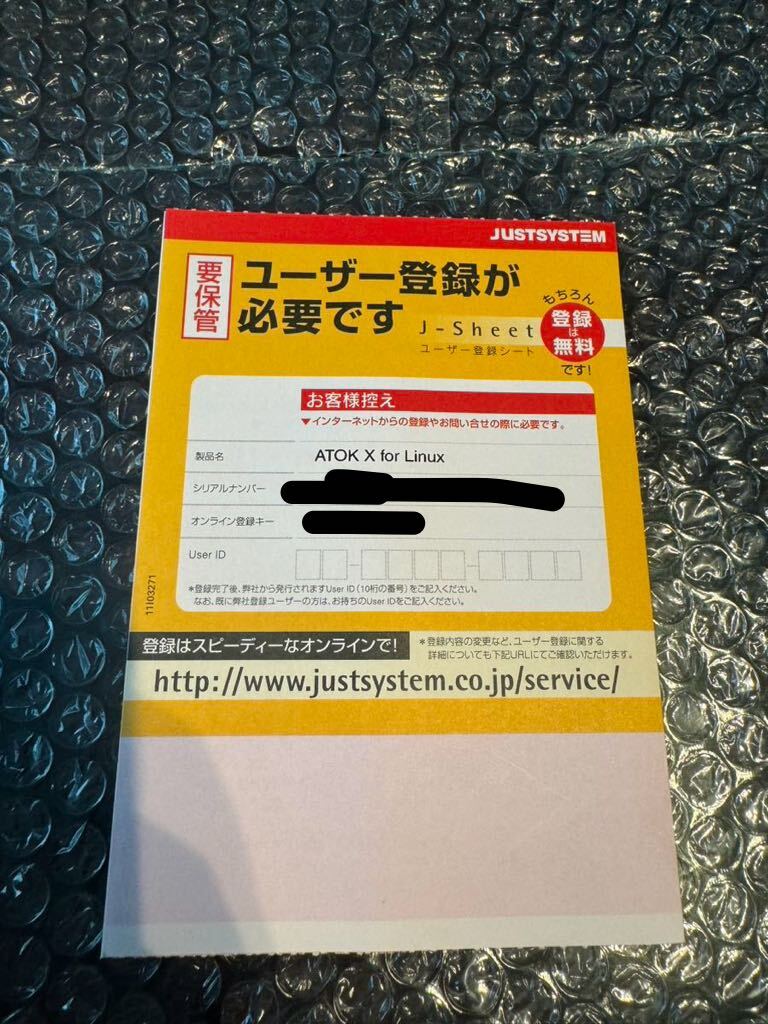 JUSTSYSTEM
要保管
ユーザー登録が
必要です
J-Sheet
ユーザー登録シート
もちろん
登録
は
無料
です!
お客様控え
▼インターネットからの登録やお問い合せの際に必要です。
製品名 ATOK X for Linux
シリアルナンバー
オンライン登録キー
User ID
*登録完了後、弊社から発行されますUser ID(10桁の番号)をご記入ください。
なお、既に弊社登録ユーザーの方は、お持ちのUser IDをご記入ください。
11I03271
登録はスピーディーなオンラインで!
*登録内容の変更など、ユーザー登録に関する
詳細についても下記URLにてご確認いただけます。
http://www.justsystem.co.jp/service/